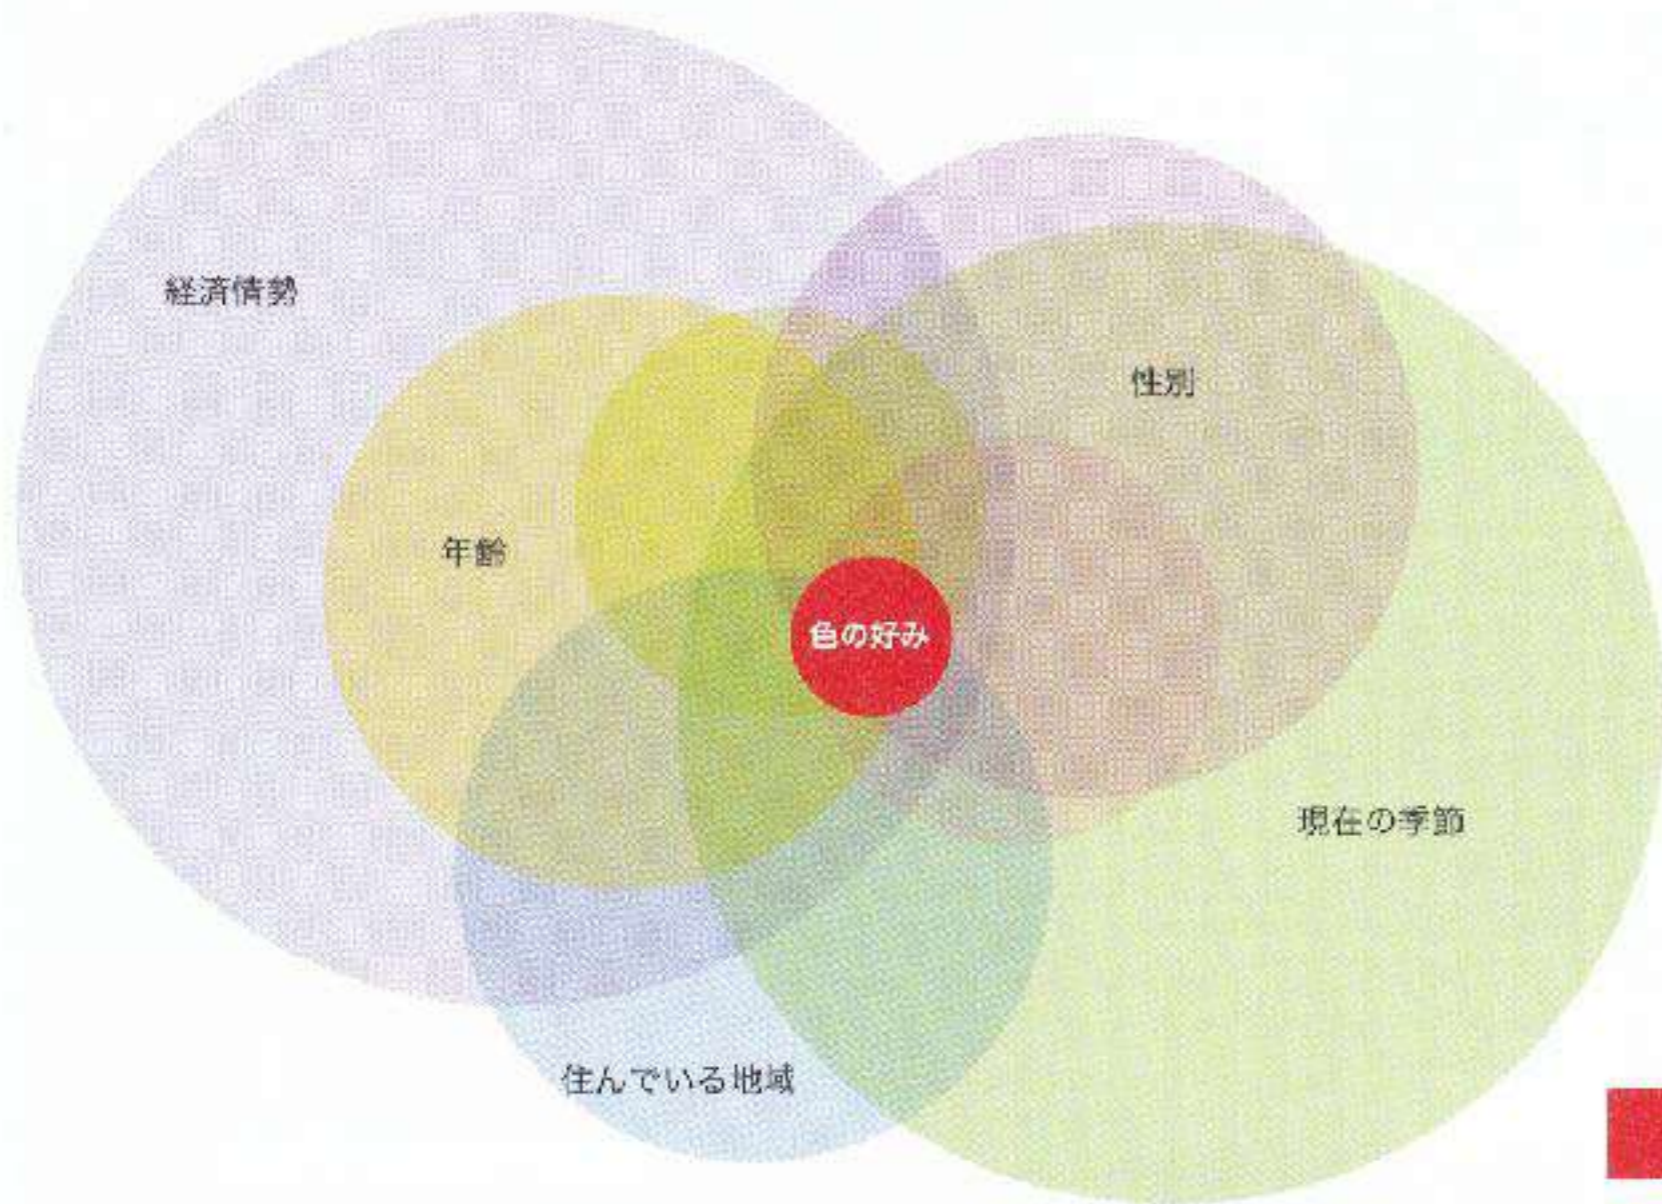 経済情勢
性別
年齢
色の好み
現在の季節
住んでいる地域